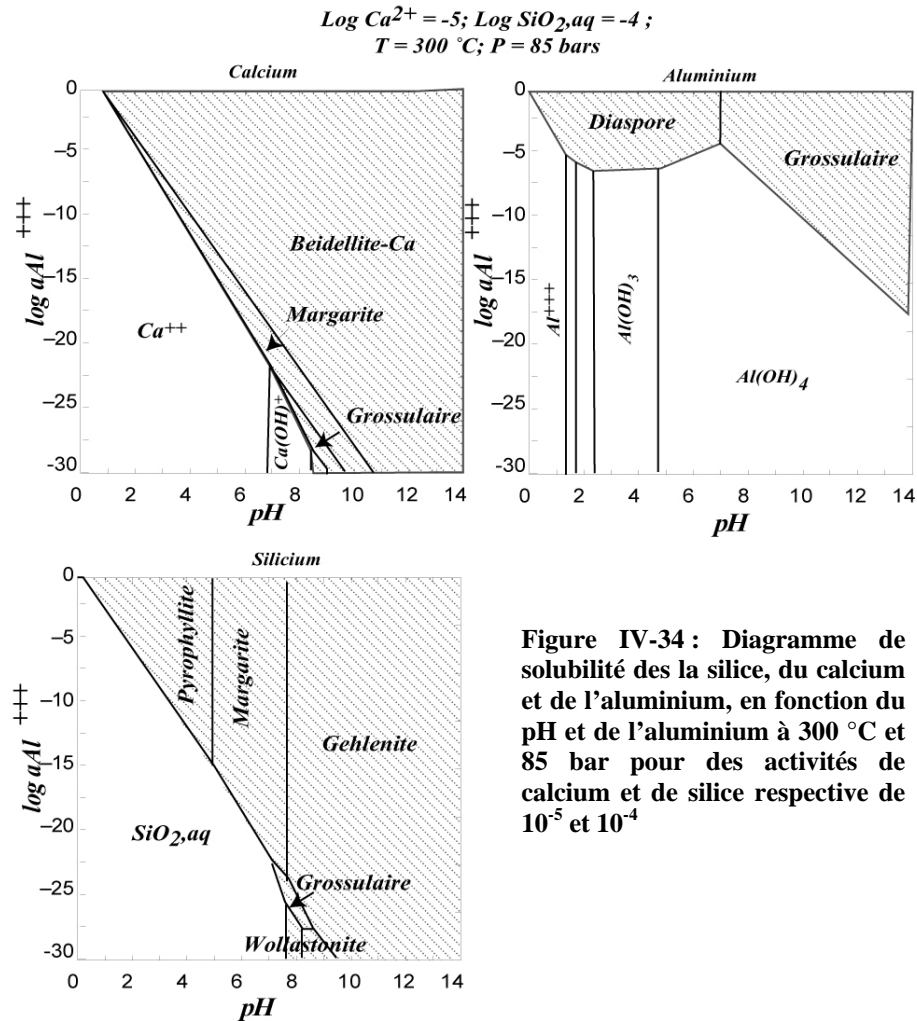 Log Ca2+ = -5; Log SiO2,aq = -4 ;
T = 300 °C; P = 85 bars
Calcium
0
−5
−10
−15
−20
−25
-30
log aAl +++
Beidellite-Ca
Margarite
Ca++
Ca(OH)+
Grossulaire
0 2 4 6 8 10 12 14
pH
Aluminium
0
−5
−10
−15
−20
−25
-30
log aAl +++
Diaspore
Grossulaire
Al+++
Al(OH)3
Al(OH)4
0 2 4 6 8 10 12 14
pH
Silicium
0
−5
−10
−15
−20
−25
-30
log aAl +++
Pyrophyllite
Margarite
Gehlenite
SiO2,aq
Grossulaire
Wollastonite
0 2 4 6 8 10 12 14
pH
Figure IV-34 : Diagramme de
solubilité des la silice, du calcium
et de l’aluminium, en fonction du
pH et de l’aluminium à 300 °C et
85 bar pour des activités de
calcium et de silice respective de
10-5 et 10-4